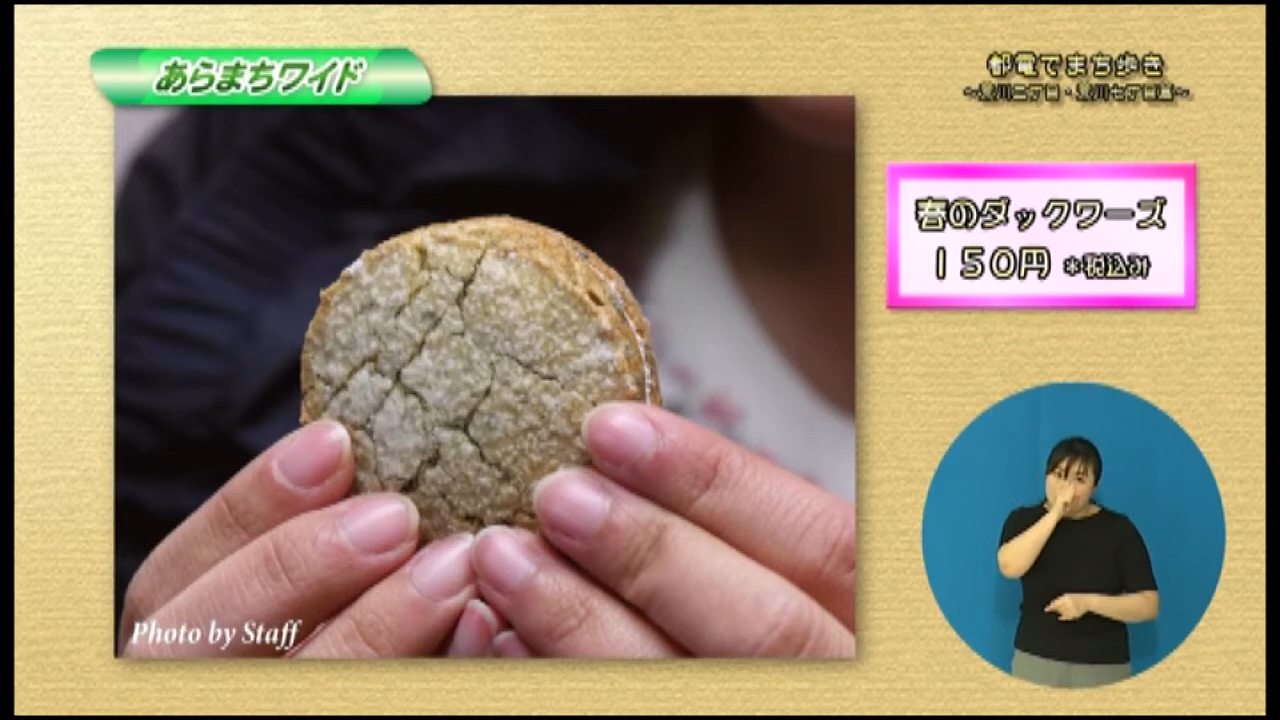 あらまちワイド
都電でまち歩き
春のダックワーズ
150円 *税込み
Photo by Staff